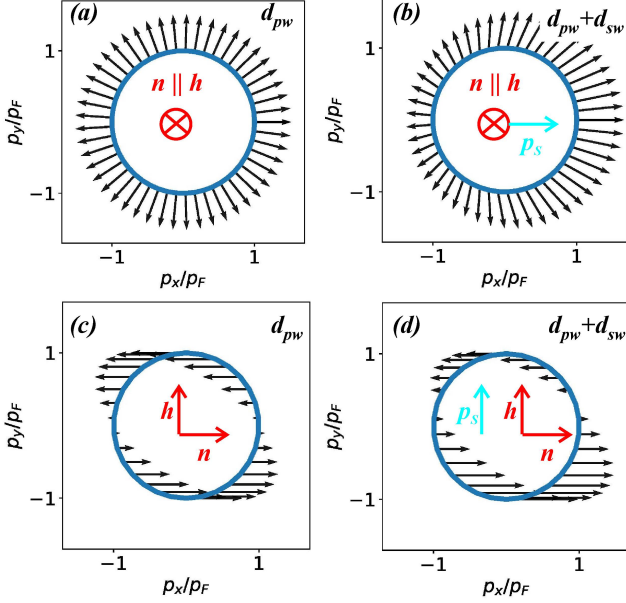 (a) d_pw
1
n || h
p_y/p_F
-1
-1 1
p_x/p_F
(b) d_pw+d_sw
1
n || h
p_s
p_y/p_F
-1
-1 1
p_x/p_F
(c) d_pw
1
h
n
p_y/p_F
-1
-1 1
p_x/p_F
(d) d_pw+d_sw
1
p_s h
n
p_y/p_F
-1
-1 1
p_x/p_F